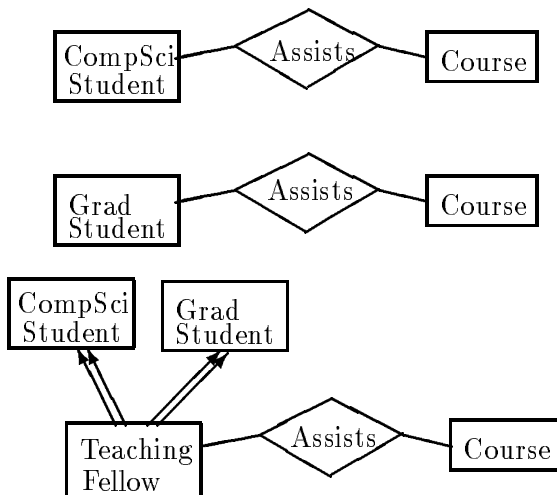 CompSci
Student
Assists
Course
Grad
Student
Assists
Course
CompSci
Student
Grad
Student
Teaching
Fellow
Assists
Course